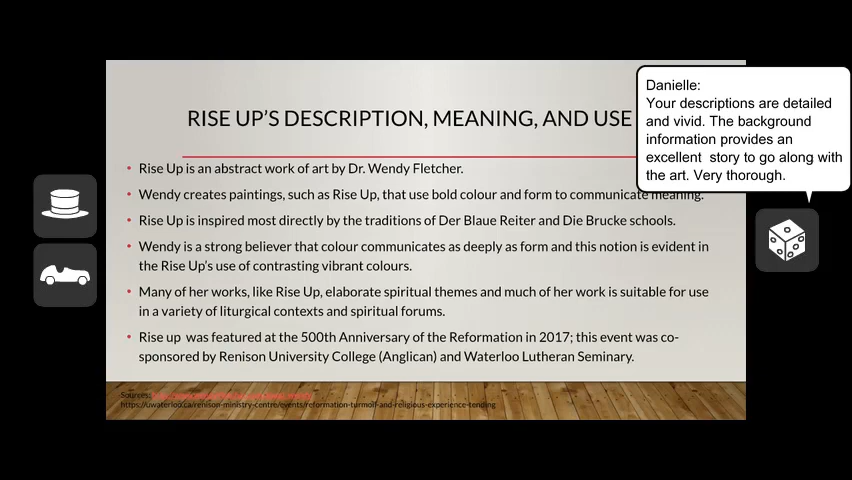 RISE UP'S DESCRIPTION, MEANING, AND USE
• Rise Up is an abstract work of art by Dr. Wendy Fletcher.
• Wendy creates paintings, such as Rise Up, that use bold colour and form to communicate meaning.
• Rise Up is inspired most directly by the traditions of Der Blaue Reiter and Die Brucke schools.
• Wendy is a strong believer that colour communicates as deeply as form and this notion is evident in
the Rise Up's use of contrasting vibrant colours.
• Many of her works, like Rise Up, elaborate spiritual themes and much of her work is suitable for use
in a variety of liturgical contexts and spiritual forums.
• Rise up was featured at the 500th Anniversary of the Reformation in 2017; this event was co-
sponsored by Renison University College (Anglican) and Waterloo Lutheran Seminary.
Sources:
https://uwaterloo.ca/renison-ministry-centre/events/reformation-turmoil-and-religious-experience-tending
Danielle:
Your descriptions are detailed
and vivid. The background
information provides an
excellent story to go along with
the art. Very thorough.